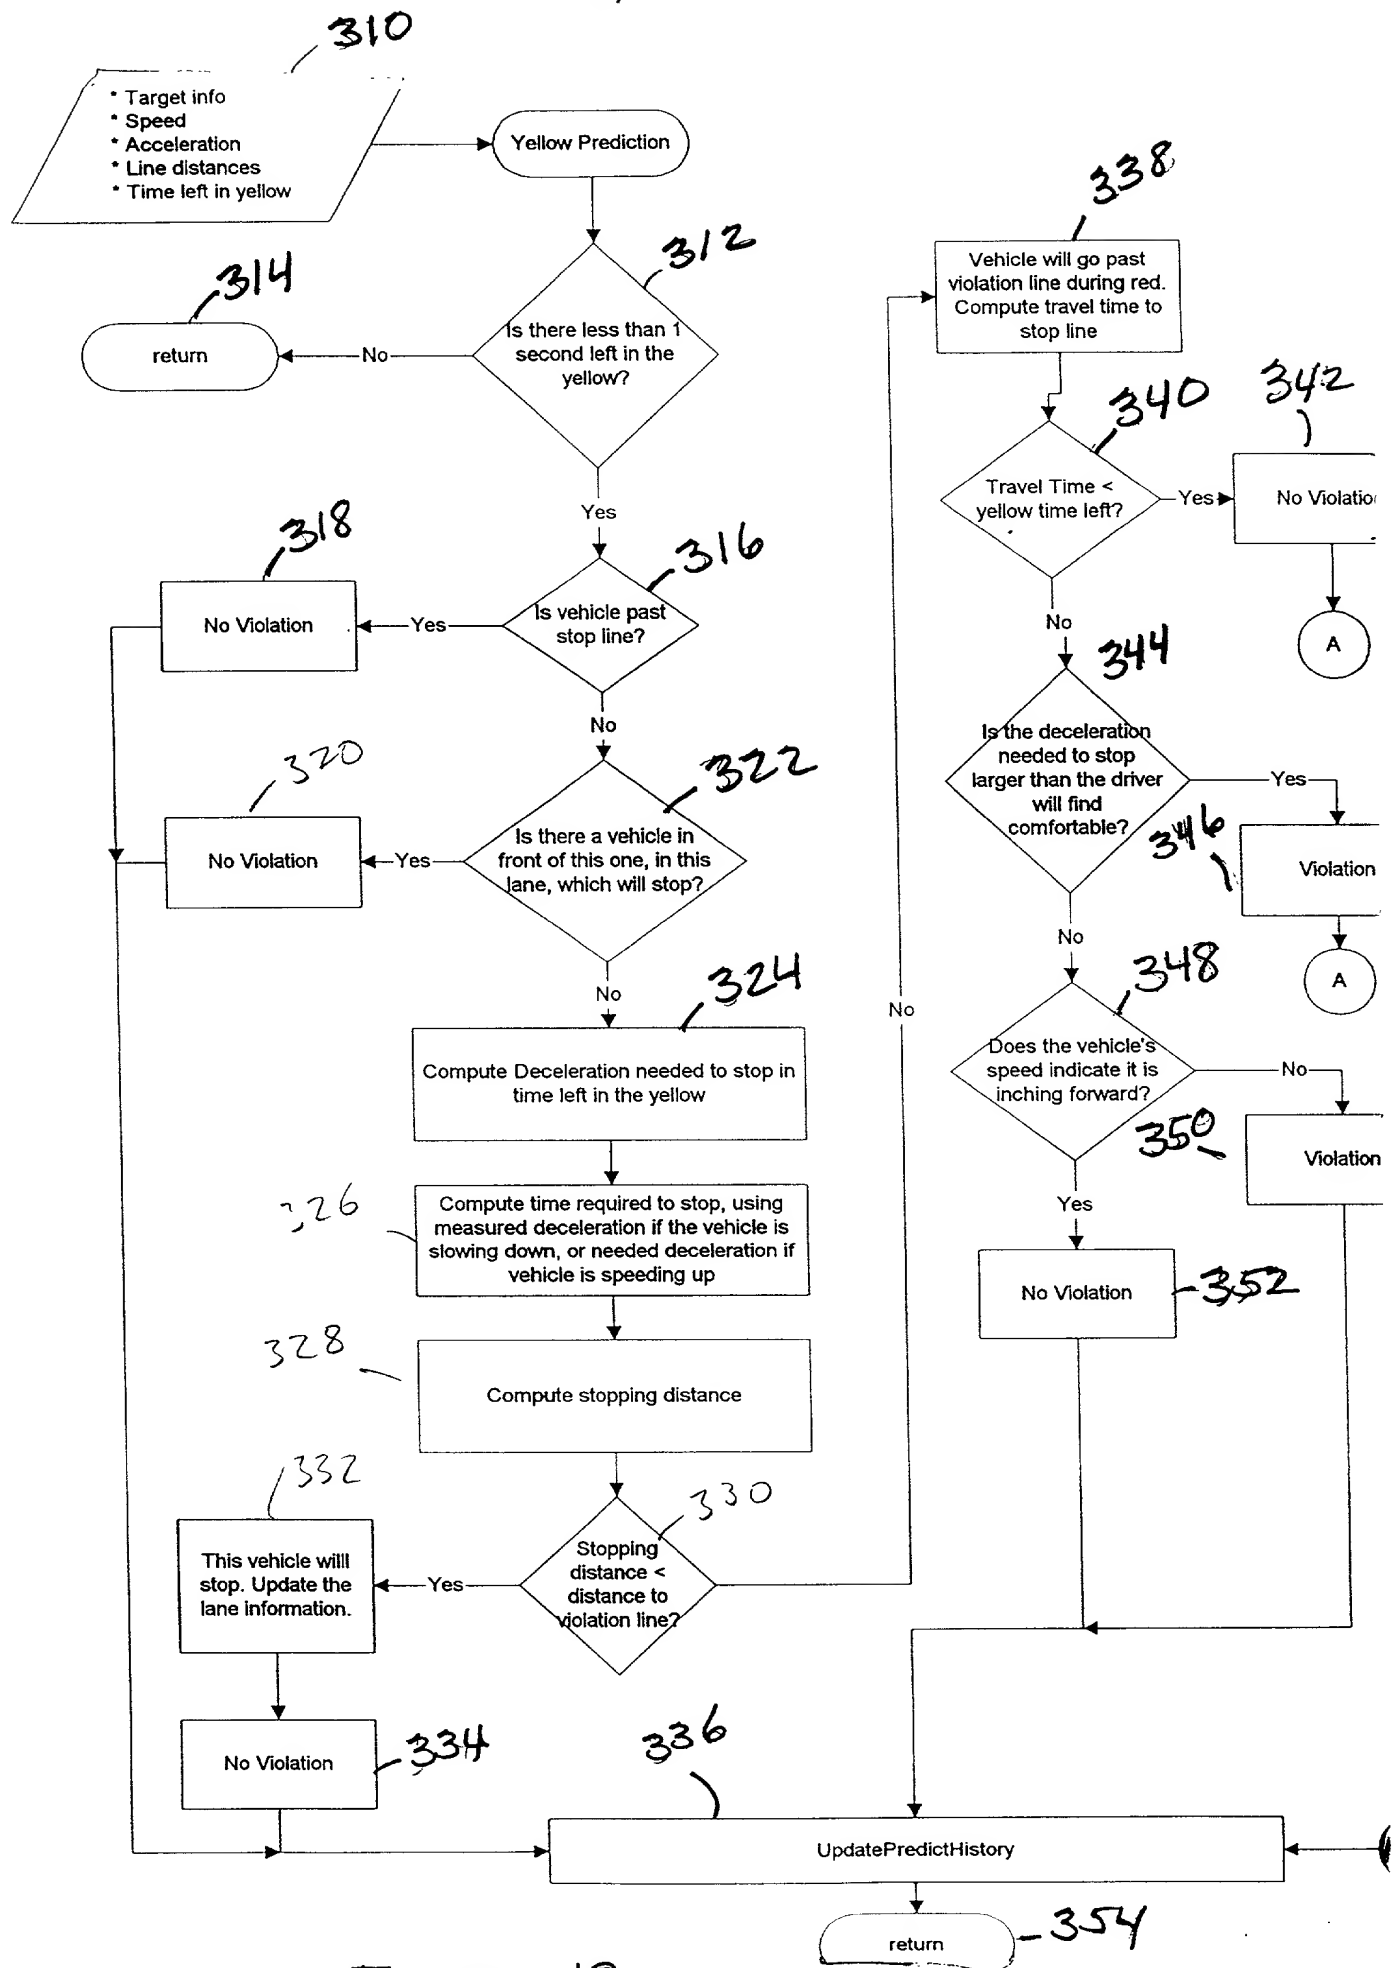 310
* Target info
* Speed
* Acceleration
* Line distances
* Time left in yellow
Yellow Prediction
312
Is there less than 1
second left in the
yellow?
No
314
return
Yes
316
Is vehicle past
stop line?
Yes
318
No Violation
No
322
Is there a vehicle in
front of this one, in this
lane, which will stop?
Yes
320
No Violation
No
324
Compute Deceleration needed to stop in
time left in the yellow
326
Compute time required to stop, using
measured deceleration if the vehicle is
slowing down, or needed deceleration if
vehicle is speeding up
328
Compute stopping distance
330
Stopping
distance <
distance to
violation line?
Yes
332
This vehicle willl
stop. Update the
lane information.
334
No Violation
No
338
Vehicle will go past
violation line during red.
Compute travel time to
stop line
340
Travel Time <
yellow time left?
Yes
342
No Violatio
A
No
344
Is the deceleration
needed to stop
larger than the driver
will find
comfortable?
Yes
346
Violation
A
No
348
Does the vehicle's
speed indicate it is
inching forward?
No
350
Violation
Yes
No Violation
352
336
UpdatePredictHistory
return
354